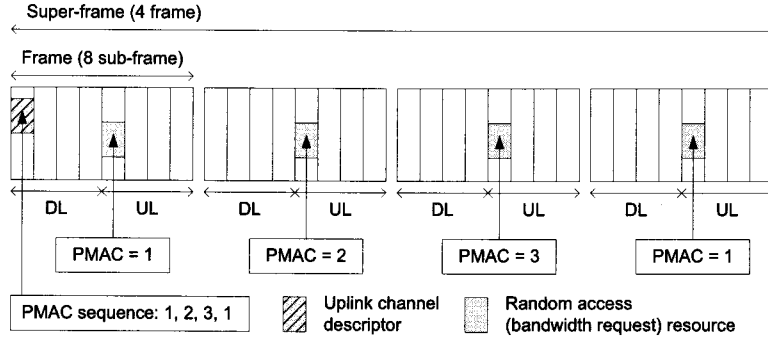 Super-frame (4 frame)
Frame (8 sub-frame)
DL UL DL UL DL UL DL UL
PMAC = 1 PMAC = 2 PMAC = 3 PMAC = 1
PMAC sequence: 1, 2, 3, 1
Uplink channel
descriptor
Random access
(bandwidth request) resource